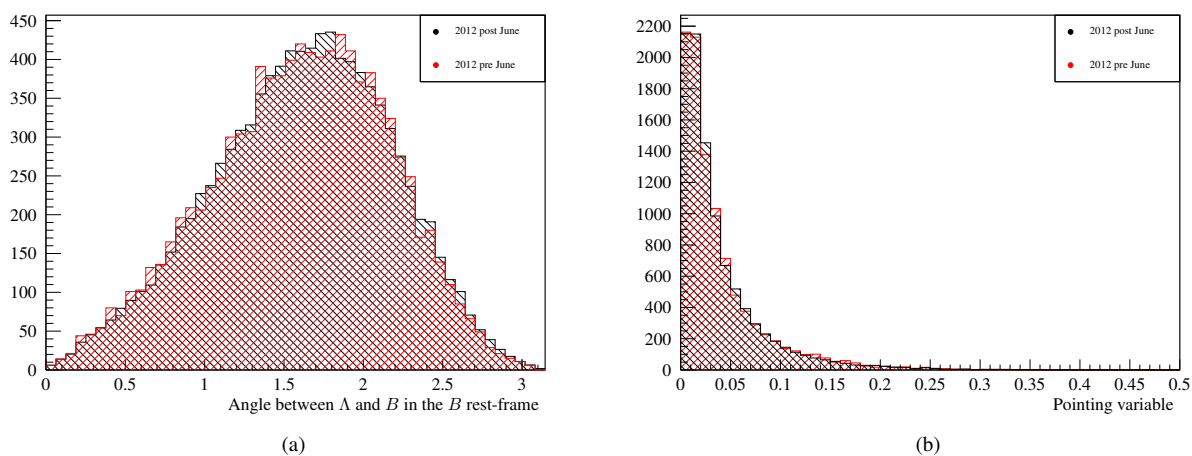 450
400
350
300
250
200
150
100
50
0
0 0.5 1 1.5 2 2.5 3
2012 post June
2012 pre June
Angle between Λ and B in the B rest-frame
(a)
2200
2000
1800
1600
1400
1200
1000
800
600
400
200
0
0 0.05 0.1 0.15 0.2 0.25 0.3 0.35 0.4 0.45 0.5
2012 post June
2012 pre June
Pointing variable
(b)